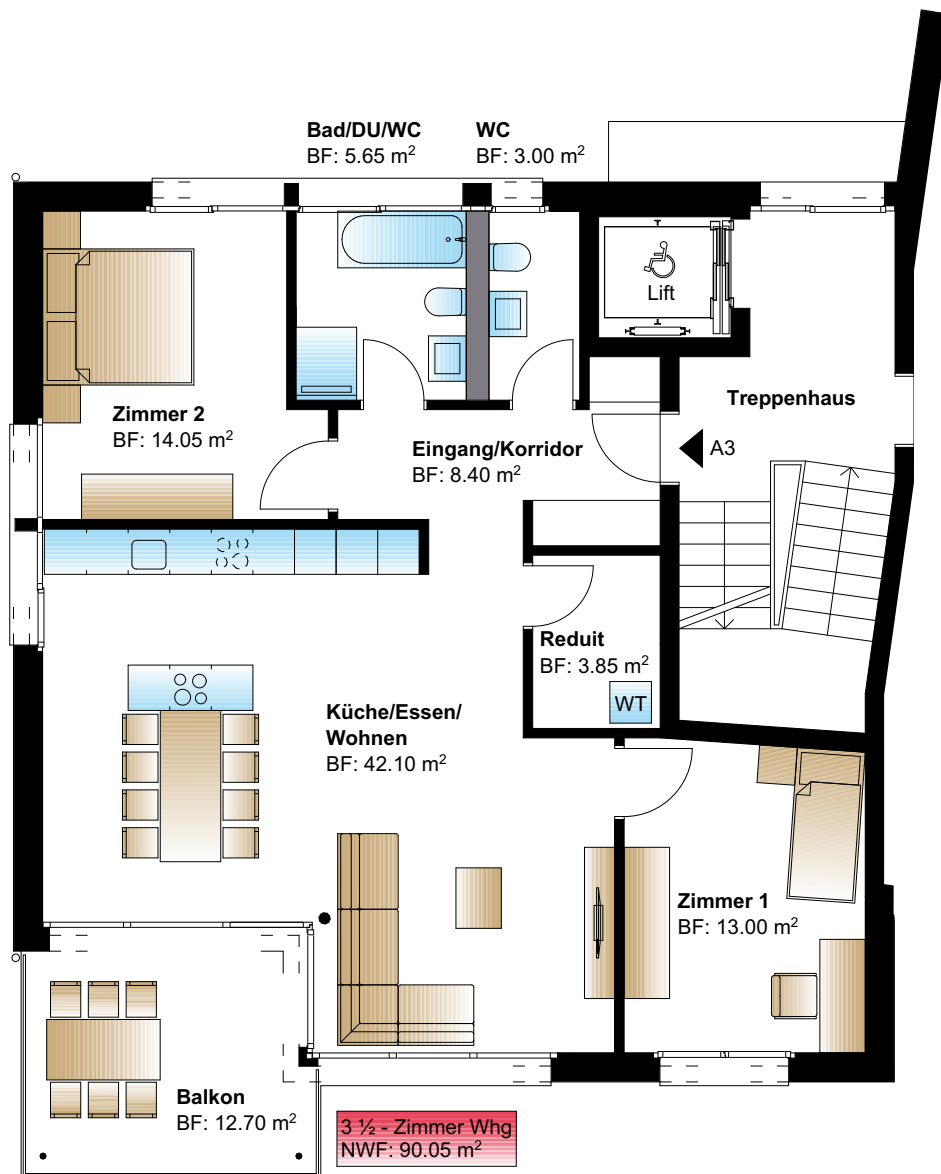 Bad/DU/WC
BF: 5.65 m²
WC
BF: 3.00 m²
Lift
Zimmer 2
BF: 14.05 m²
Eingang/Korridor
BF: 8.40 m²
Treppenhaus
A3
Reduit
BF: 3.85 m²
WT
Küche/Essen/
Wohnen
BF: 42.10 m²
Zimmer 1
BF: 13.00 m²
Balkon
BF: 12.70 m²
3 ½ - Zimmer Whg
NWF: 90.05 m²